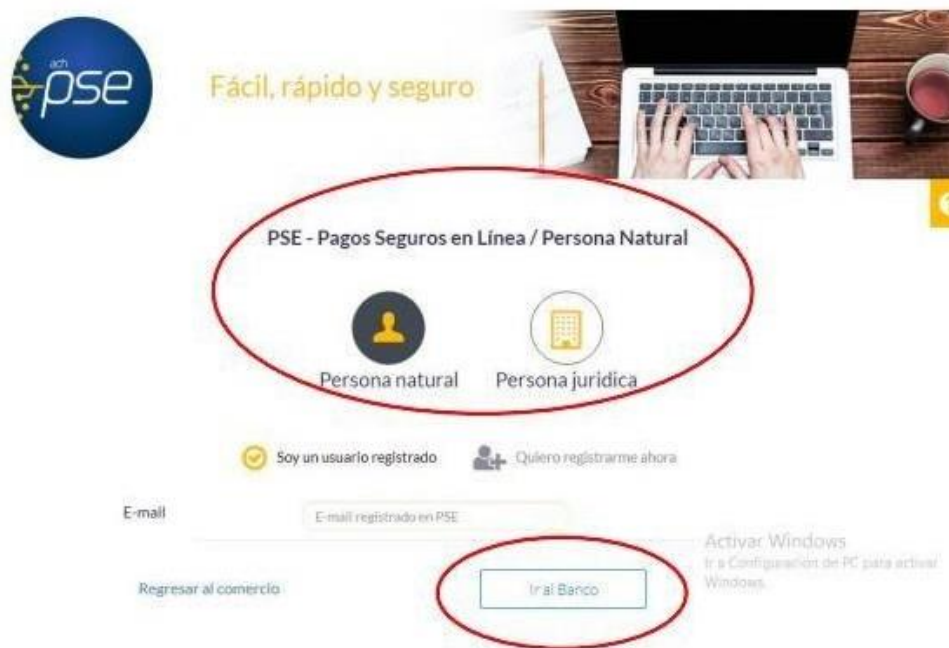 ach
pse
Fácil, rápido y seguro
PSE - Pagos Seguros en Línea / Persona Natural
Persona natural
Persona juridica
Soy un usuario registrado
Quiero registrarme ahora
E-mail
E-mail registrado en PSE
Activar Windows
Ir a Configuración de PC para activar
Windows.
Regresar al comercio
Ir al Banco